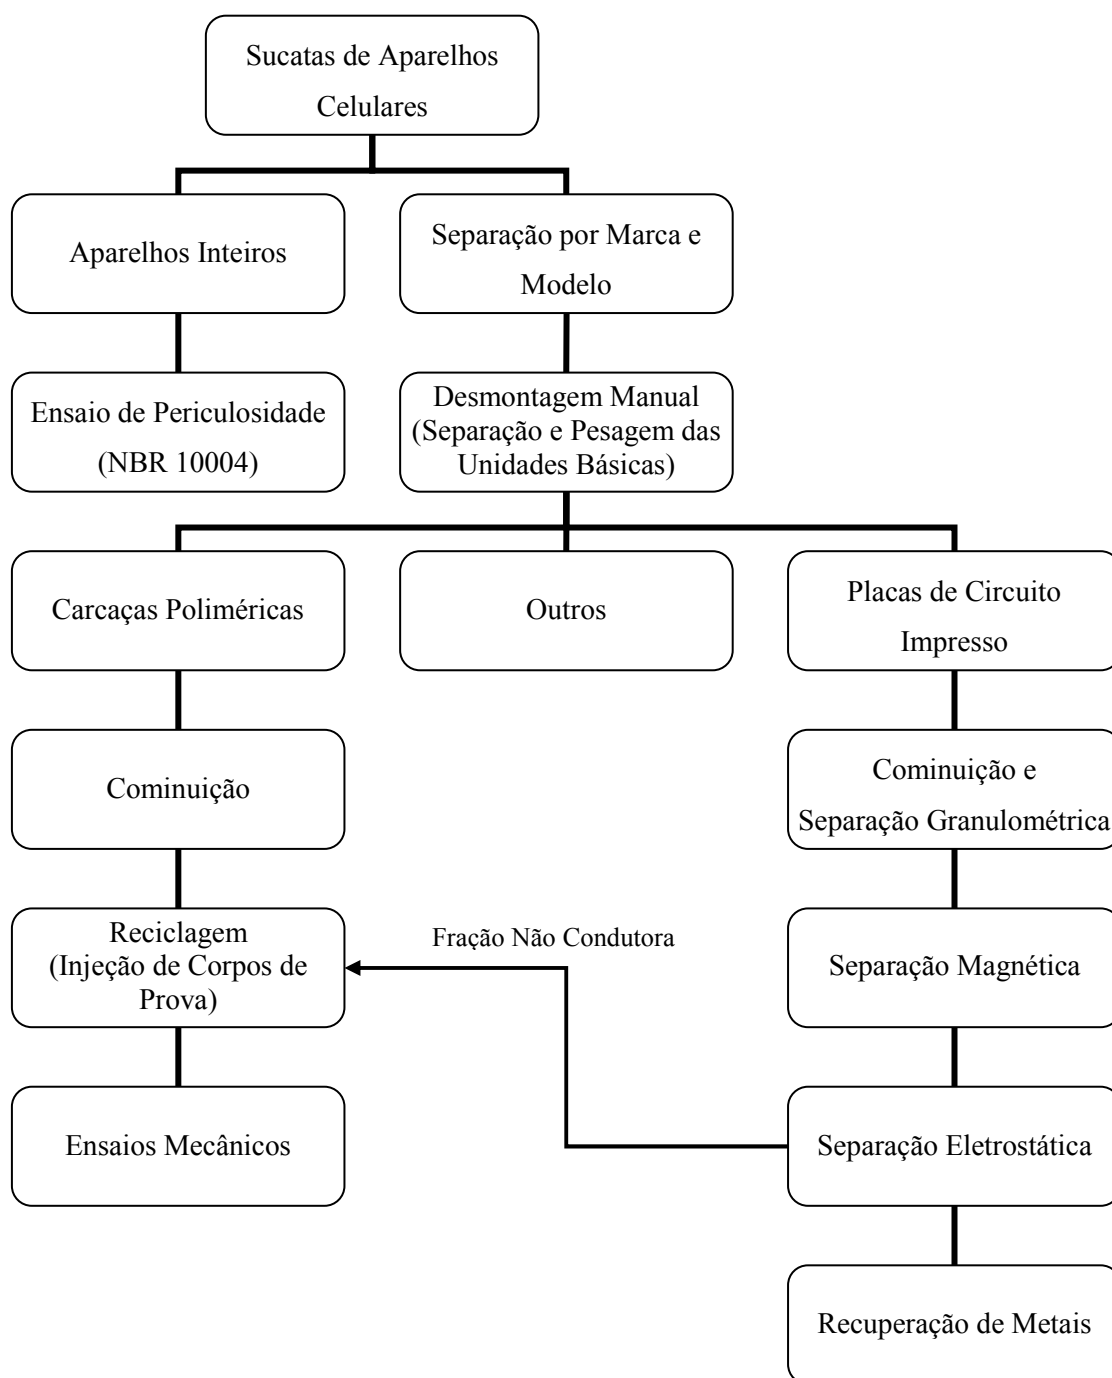 Sucatas de Aparelhos
Celulares
Aparelhos Inteiros
Separação por Marca e
Modelo
Ensaio de Periculosidade
(NBR 10004)
Desmontagem Manual
(Separação e Pesagem das
Unidades Básicas)
Carcaças Poliméricas
Outros
Placas de Circuito
Impresso
Cominuição
Cominuição e
Separação Granulométrica
Reciclagem
(Injeção de Corpos de
Prova)
Fração Não Condutora
Separação Magnética
Ensaios Mecânicos
Separação Eletrostática
Recuperação de Metais